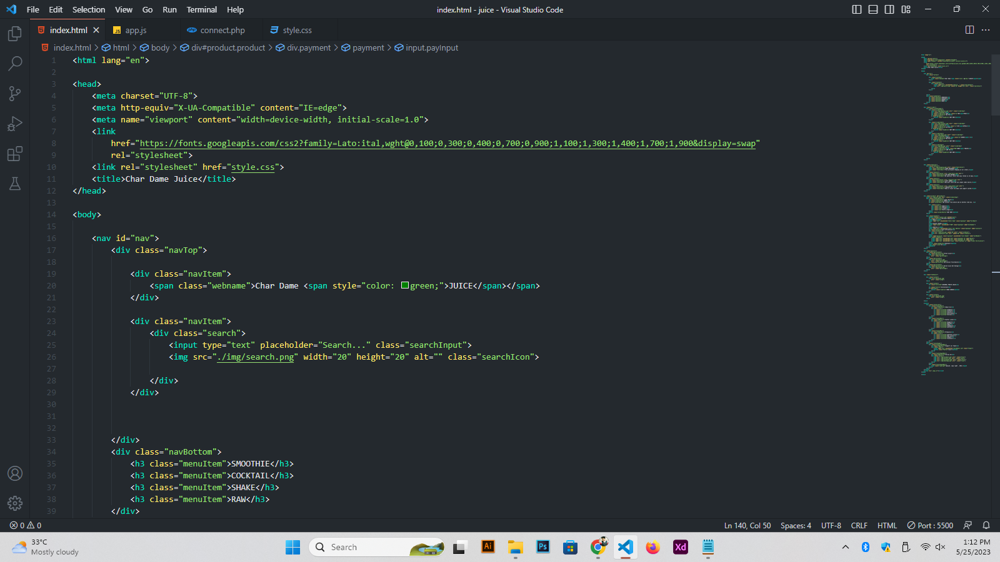 File Edit Selection View Go Run Terminal Help index.html - juice - Visual Studio Code
index.html app.js connect.php style.css
index.html > html > body > div#product.product > div.payment > payment > input.payInput
1 <html lang="en">
2
3 <head>
4 <meta charset="UTF-8">
5 <meta http-equiv="X-UA-Compatible" content="IE=edge">
6 <meta name="viewport" content="width=device-width, initial-scale=1.0">
7 <link
8 href="https://fonts.googleapis.com/css2?family=Lato:ital,wght@0,100;0,300;0,400;0,700;0,900;1,100;1,300;1,400;1,700;1,900&display=swap"
9 rel="stylesheet">
10 <link rel="stylesheet" href="style.css">
11 <title>Char Dame Juice</title>
12 </head>
13
14 <body>
15
16 <nav id="nav">
17 <div class="navTop">
18
19 <div class="navItem">
20 <span class="webname">Char Dame <span style="color: green;">JUICE</span></span>
21 </div>
22
23 <div class="navItem">
24 <div class="search">
25 <input type="text" placeholder="Search..." class="searchInput">
26 <img src="./img/search.png" width="20" height="20" alt="" class="searchIcon">
27
28 </div>
29 </div>
30
31
32
33 </div>
34 <div class="navBottom">
35 <h3 class="menuItem">SMOOTHIE</h3>
36 <h3 class="menuItem">COCKTAIL</h3>
37 <h3 class="menuItem">SHAKE</h3>
38 <h3 class="menuItem">RAW</h3>
39 </div>
0 0 Ln 140, Col 50 Spaces: 4 UTF-8 CRLF HTML Port : 5500
33°C
Mostly cloudy
Search
Ai
Ps
Xd
1:12 PM
5/25/2023